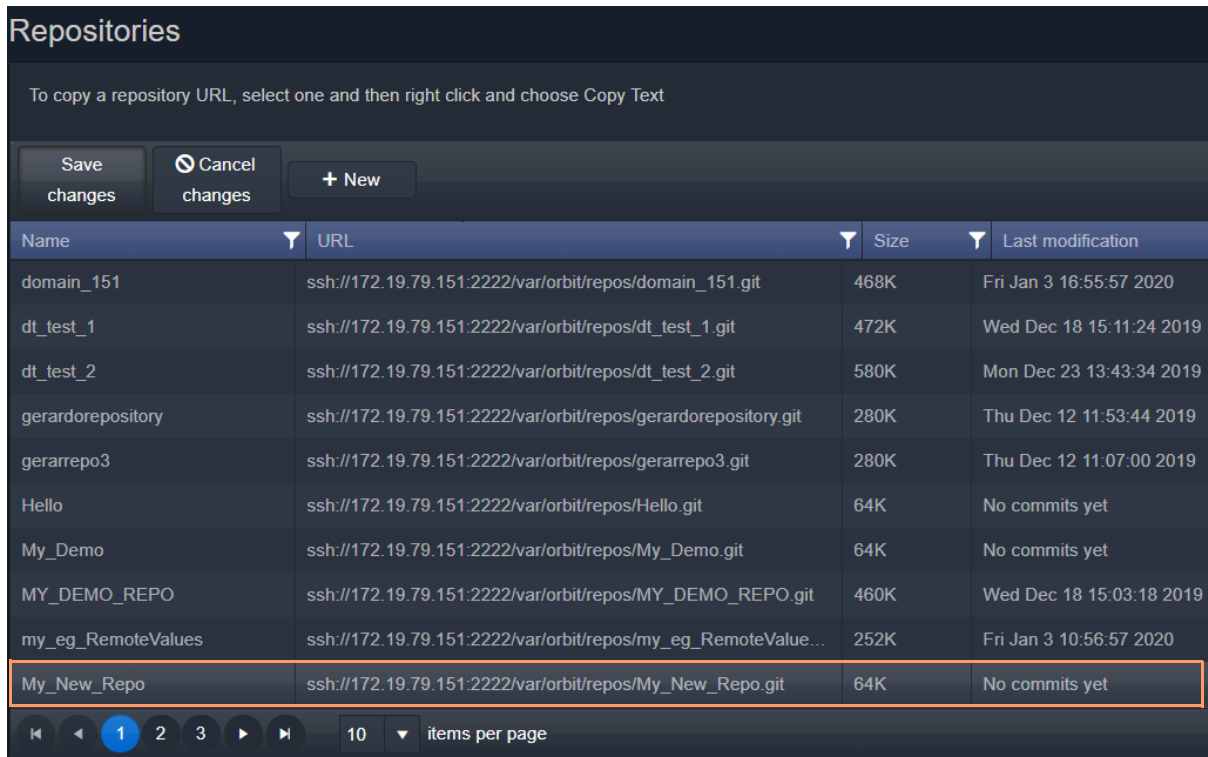 Repositories
To copy a repository URL, select one and then right click and choose Copy Text
Save changes Cancel changes + New
Name URL Size Last modification
domain_151 ssh://172.19.79.151:2222/var/orbit/repos/domain_151.git 468K Fri Jan 3 16:55:57 2020
dt_test_1 ssh://172.19.79.151:2222/var/orbit/repos/dt_test_1.git 472K Wed Dec 18 15:11:24 2019
dt_test_2 ssh://172.19.79.151:2222/var/orbit/repos/dt_test_2.git 580K Mon Dec 23 13:43:34 2019
gerardorepository ssh://172.19.79.151:2222/var/orbit/repos/gerardorepository.git 280K Thu Dec 12 11:53:44 2019
gerarrepo3 ssh://172.19.79.151:2222/var/orbit/repos/gerarrepo3.git 280K Thu Dec 12 11:07:00 2019
Hello ssh://172.19.79.151:2222/var/orbit/repos/Hello.git 64K No commits yet
My_Demo ssh://172.19.79.151:2222/var/orbit/repos/My_Demo.git 64K No commits yet
MY_DEMO_REPO ssh://172.19.79.151:2222/var/orbit/repos/MY_DEMO_REPO.git 460K Wed Dec 18 15:03:18 2019
my_eg_RemoteValues ssh://172.19.79.151:2222/var/orbit/repos/my_eg_RemoteValue... 252K Fri Jan 3 10:56:57 2020
My_New_Repo ssh://172.19.79.151:2222/var/orbit/repos/My_New_Repo.git 64K No commits yet
1 2 3 10 items per page